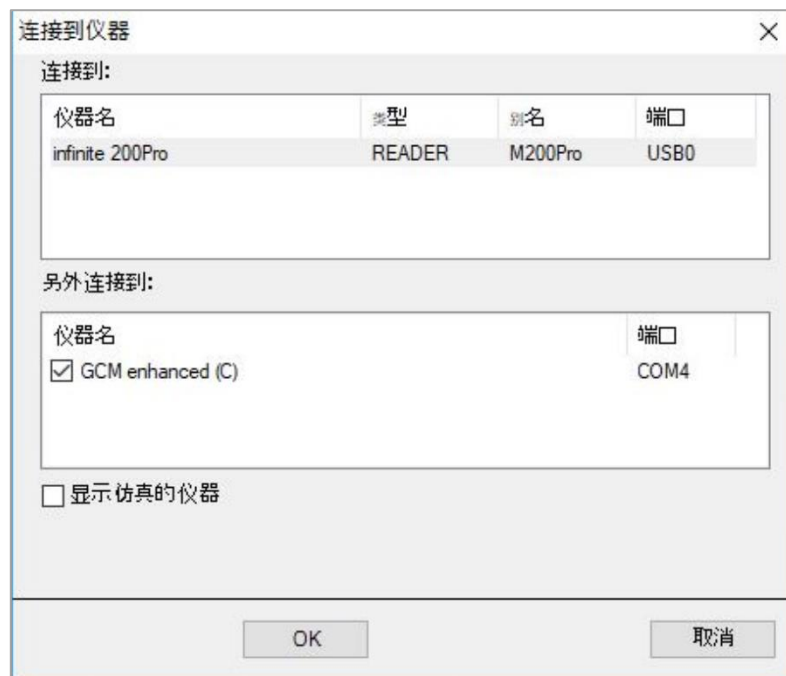 连接到仪器
连接到:
仪器名 类型 别名 端口
infinite 200Pro READER M200Pro USB0
另外连接到:
仪器名 端口
GCM enhanced (C) COM4
显示仿真的仪器
OK 取消